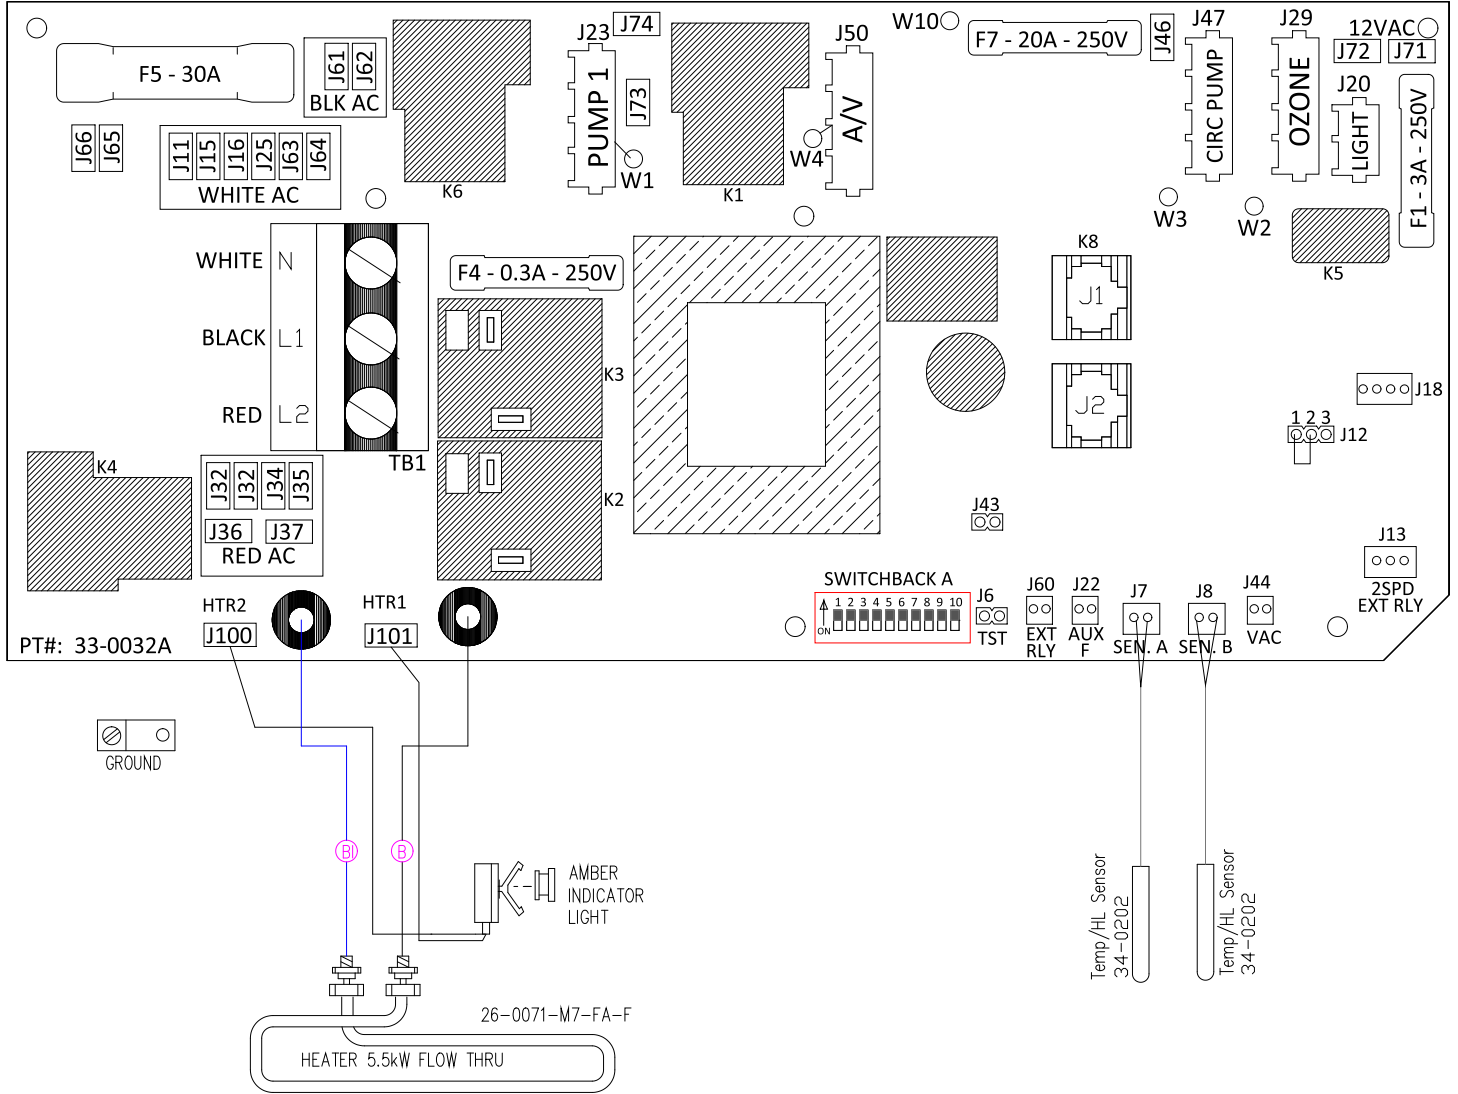 F5 - 30A
J61
J62
BLK AC
J66
J65
J11
J15
J16
J25
J63
J64
WHITE AC
K6
J23
PUMP 1
J74
J73
W1
K1
J50
A/V
W4
W10
F7 - 20A - 250V
J46
J47
CIRC PUMP
W3
J29
OZONE
W2
12VAC
J72
J71
J20
LIGHT
F1 - 3A - 250V
K5
WHITE N
BLACK L1
RED L2
TB1
F4 - 0.3A - 250V
K3
K2
K8
J1
J2
J18
1 2 3
J12
J43
J13
2SPD
EXT RLY
K4
J32
J32
J34
J35
J36
J37
RED AC
HTR2
J100
HTR1
J101
PT#: 33-0032A
SWITCHBACK A
1 2 3 4 5 6 7 8 9 10
ON
J6
TST
J60
EXT
RLY
J22
AUX
F
J7
SEN. A
J8
SEN. B
J44
VAC
GROUND
Bl
B
AMBER
INDICATOR
LIGHT
Temp/HL Sensor
34-0202
Temp/HL Sensor
34-0202
26-0071-M7-FA-F
HEATER 5.5kW FLOW THRU